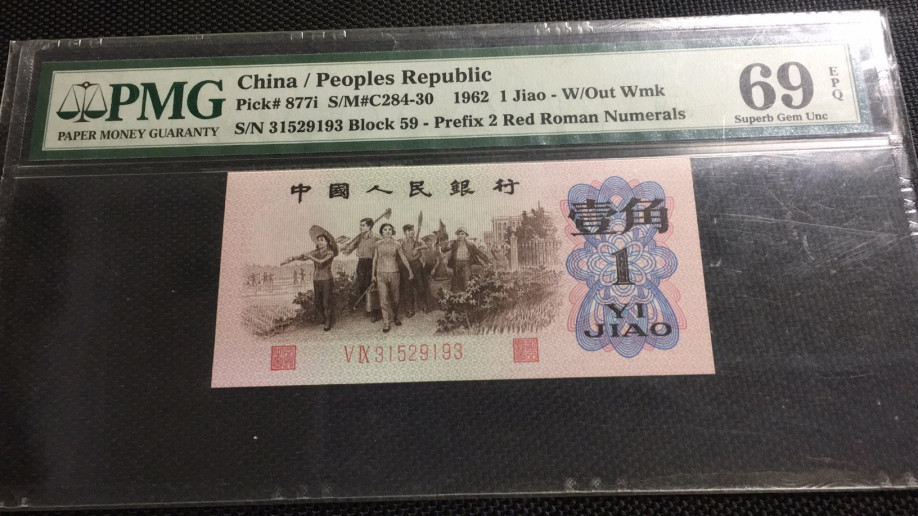 PMG
PAPER MONEY GUARANTY
China / Peoples Republic
Pick# 877i S/M#C284-30 1962 1 Jiao - W/Out Wmk
S/N 31529193 Block 59 - Prefix 2 Red Roman Numerals
69
EPQ
Superb Gem Unc
中國人民銀行
壹角
1
YI
JIAO
V IX 31529193